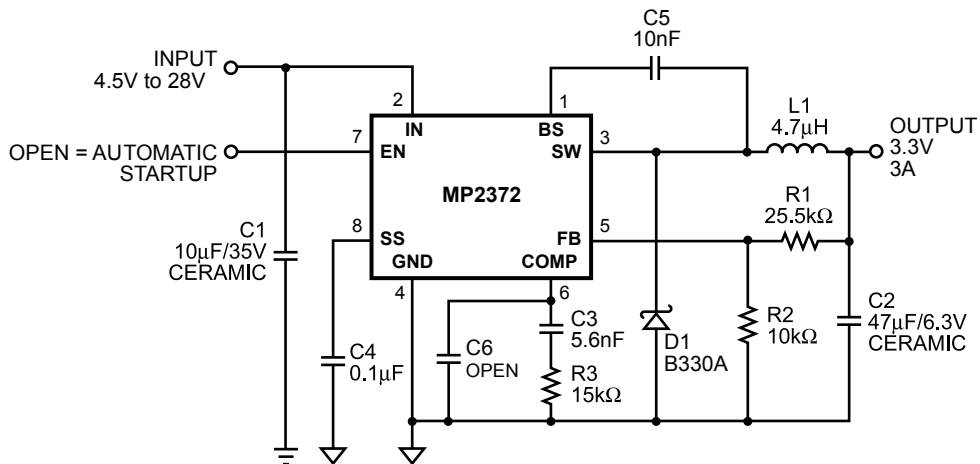 C5
10nF
INPUT
4.5V to 28V
2
1
IN
BS
L1
4.7µH
OUTPUT
3.3V
3A
OPEN = AUTOMATIC
STARTUP
7
EN
SW
3
MP2372
R1
25.5kΩ
8
SS
FB
5
C1
10µF/35V
CERAMIC
GND
COMP
4
6
C3
5.6nF
R2
10kΩ
C2
47µF/6.3V
CERAMIC
C4
0.1µF
C6
OPEN
R3
15kΩ
D1
B330A